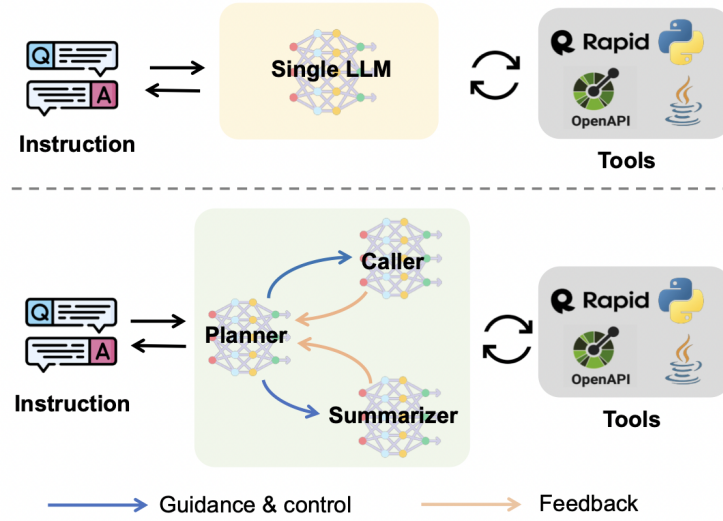 Q
A
Instruction
Single LLM
Rapid
OpenAPI
Tools
Q
A
Instruction
Planner
Caller
Summarizer
Rapid
OpenAPI
Tools
Guidance & control
Feedback